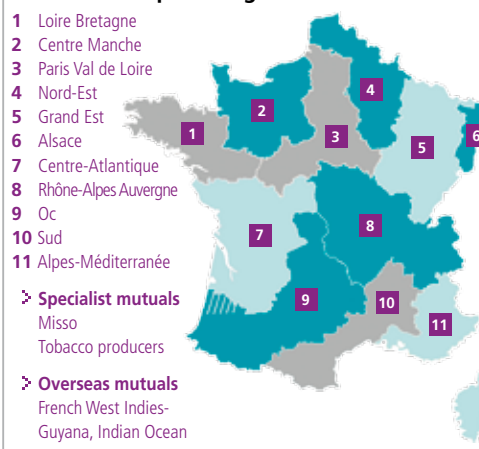 1 Loire Bretagne
2 Centre Manche
3 Paris Val de Loire
4 Nord-Est
5 Grand Est
6 Alsace
7 Centre-Atlantique
8 Rhône-Alpes Auvergne
9 Oc
10 Sud
11 Alpes-Méditerranée
> Specialist mutuals
Misso
Tobacco producers
> Overseas mutuals
French West Indies-
Guyana, Indian Ocean
1
2
3
4
5
6
7
8
9
10
11